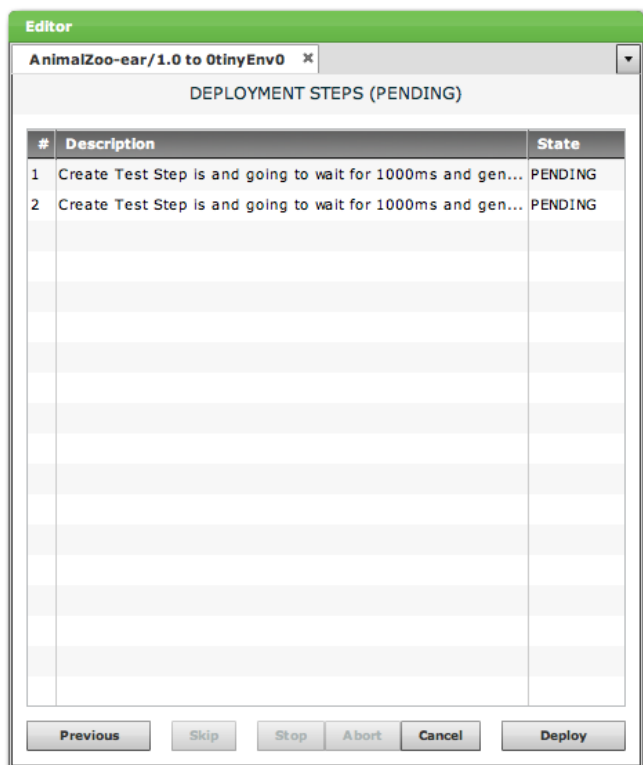 Editor
AnimalZoo-ear/1.0 to 0tinyEnv0 ×
DEPLOYMENT STEPS (PENDING)
# Description State
1 Create Test Step is and going to wait for 1000ms and gen... PENDING
2 Create Test Step is and going to wait for 1000ms and gen... PENDING
Previous Skip Stop Abort Cancel Deploy